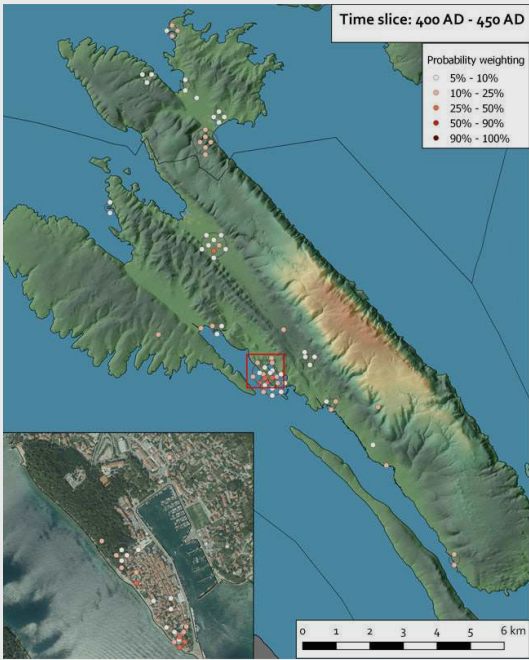 Time slice: 400 AD - 450 AD
Probability weighting
5% - 10%
10% - 25%
25% - 50%
50% - 90%
90% - 100%
0 1 2 3 4 5 6 km